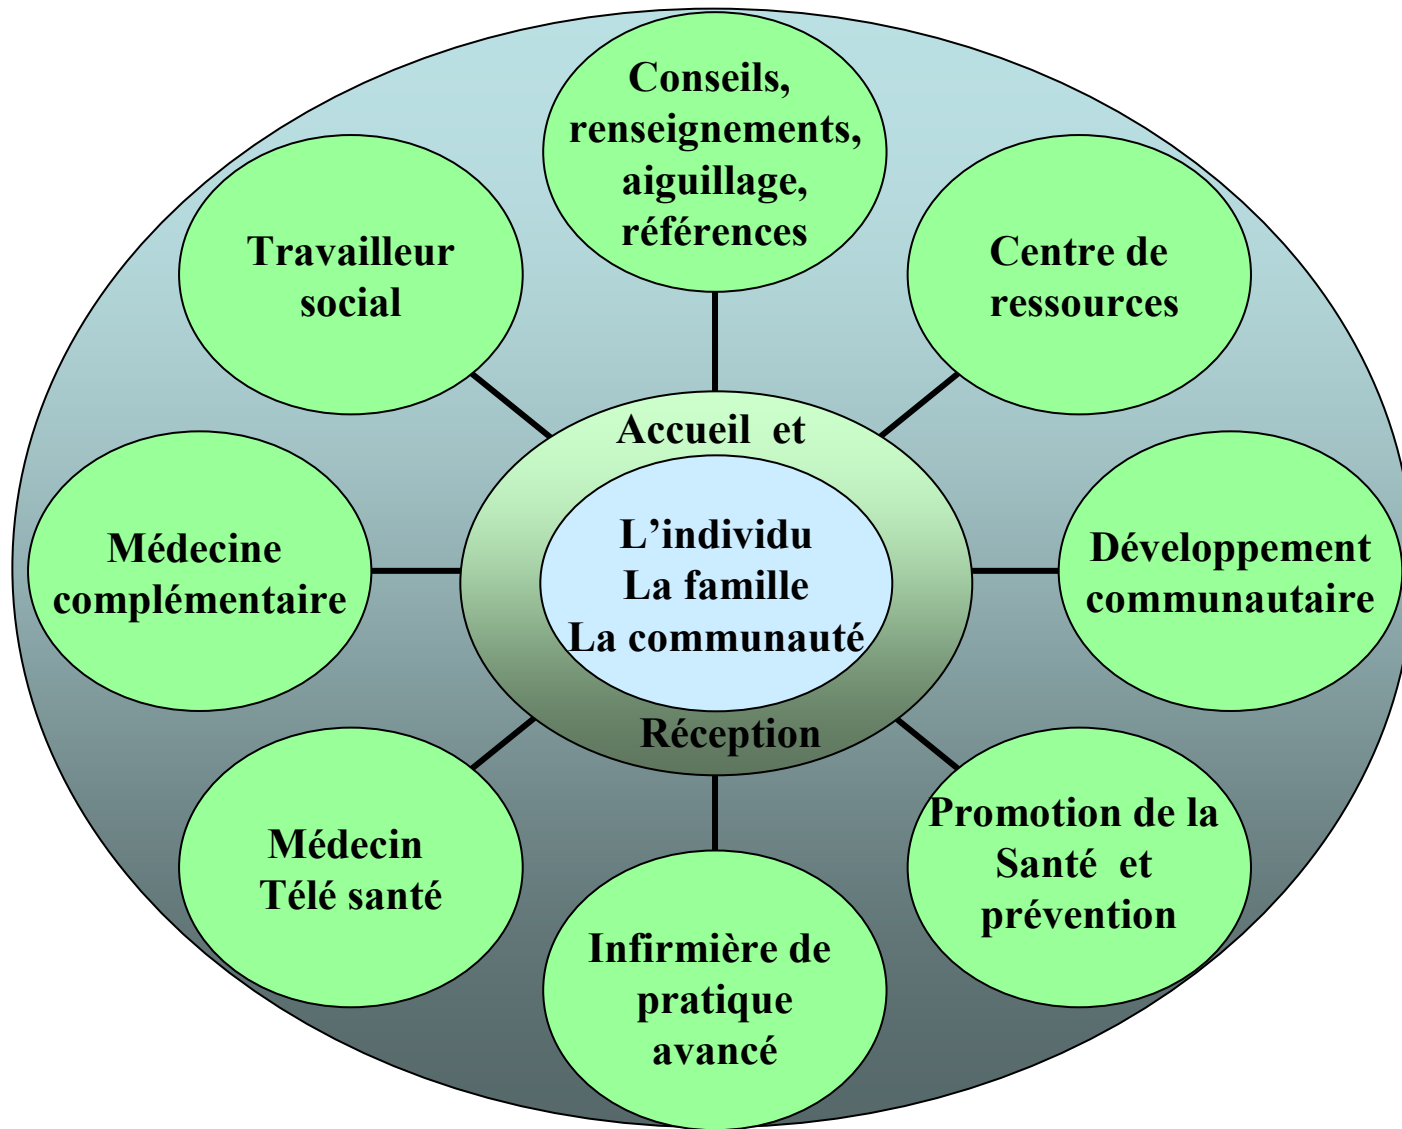 Conseils,
renseignements,
aiguillage,
références
Travailleur
social
Centre de
ressources
Accueil et
L’individu
La famille
La communauté
Réception
Médecine
complémentaire
Développement
communautaire
Médecin
Télé santé
Promotion de la
Santé et
prévention
Infirmière de
pratique
avancé